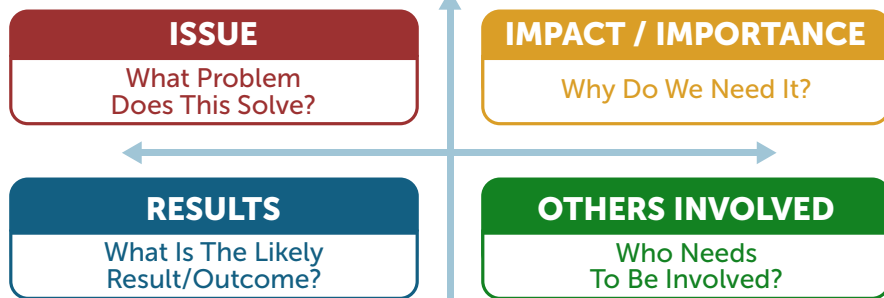 ISSUE
What Problem
Does This Solve?
IMPACT / IMPORTANCE
Why Do We Need It?
RESULTS
What Is The Likely
Result/Outcome?
OTHERS INVOLVED
Who Needs
To Be Involved?